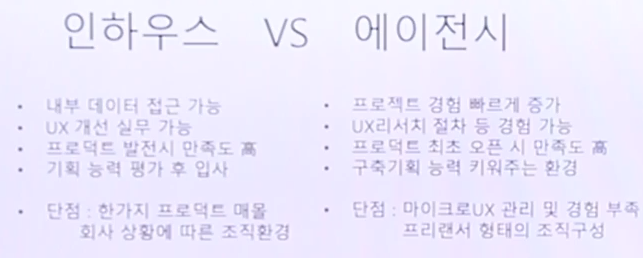 인하우스 VS 에이전시
• 내부 데이터 접근 가능
• UX 개선 실무 가능
• 프로덕트 발전시 만족도 高
• 기획 능력 평가 후 입사
• 단점 : 한가지 프로덕트 매몰
회사 상황에 따른 조직환경
• 프로젝트 경험 빠르게 증가
• UX리서치 절차 등 경험 가능
• 프로덕트 최초 오픈 시 만족도 高
• 구축기획 능력 키워주는 환경
• 단점 : 마이크로UX 관리 및 경험 부족
프리랜서 형태의 조직구성